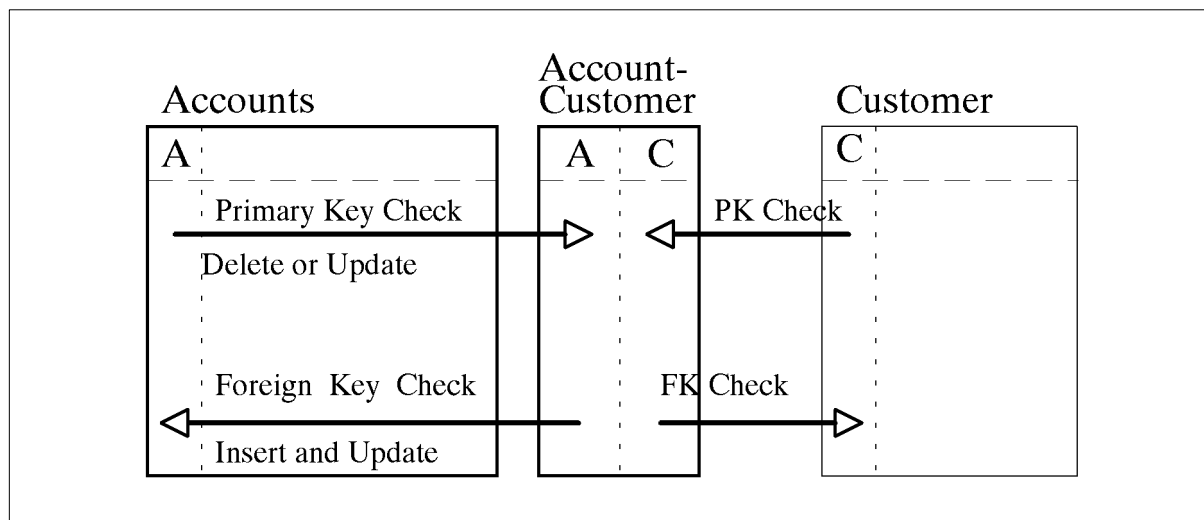 Accounts
Account-
Customer
Customer
A
A
C
C
Primary Key Check
PK Check
Delete or Update
Foreign Key Check
FK Check
Insert and Update